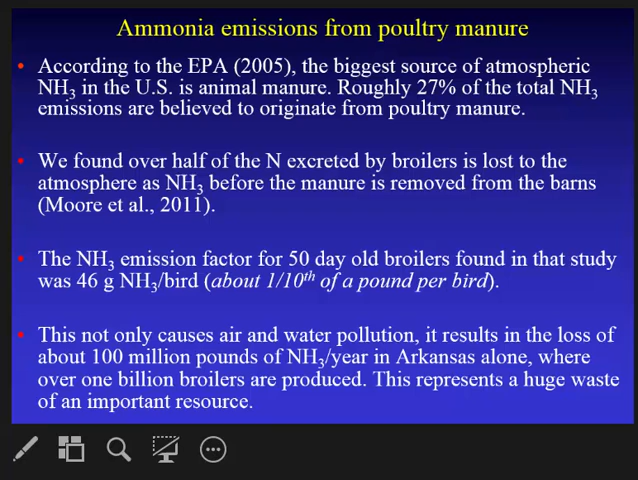 Ammonia emissions from poultry manure
• According to the EPA (2005), the biggest source of atmospheric
NH₃ in the U.S. is animal manure. Roughly 27% of the total NH₃
emissions are believed to originate from poultry manure.
• We found over half of the N excreted by broilers is lost to the
atmosphere as NH₃ before the manure is removed from the barns
(Moore et al., 2011).
• The NH₃ emission factor for 50 day old broilers found in that study
was 46 g NH₃/bird (about 1/10th of a pound per bird).
• This not only causes air and water pollution, it results in the loss of
about 100 million pounds of NH₃/year in Arkansas alone, where
over one billion broilers are produced. This represents a huge waste
of an important resource.